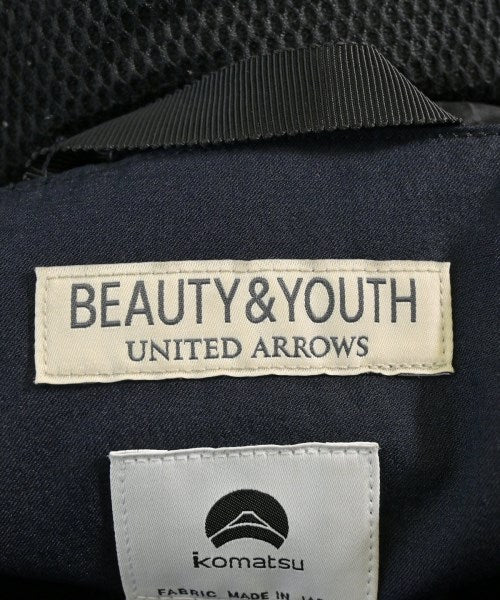 BEAUTY&YOUTH
UNITED ARROWS
komatsu
FABRIC MADE IN